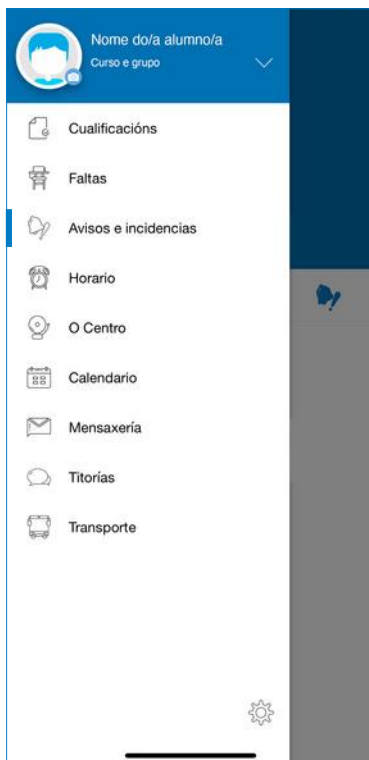 Nome do/a alumno/a
Curso e grupo
Cualificacións
Faltas
Avisos e incidencias
Horario
O Centro
Calendario
Mensaxería
Titorías
Transporte